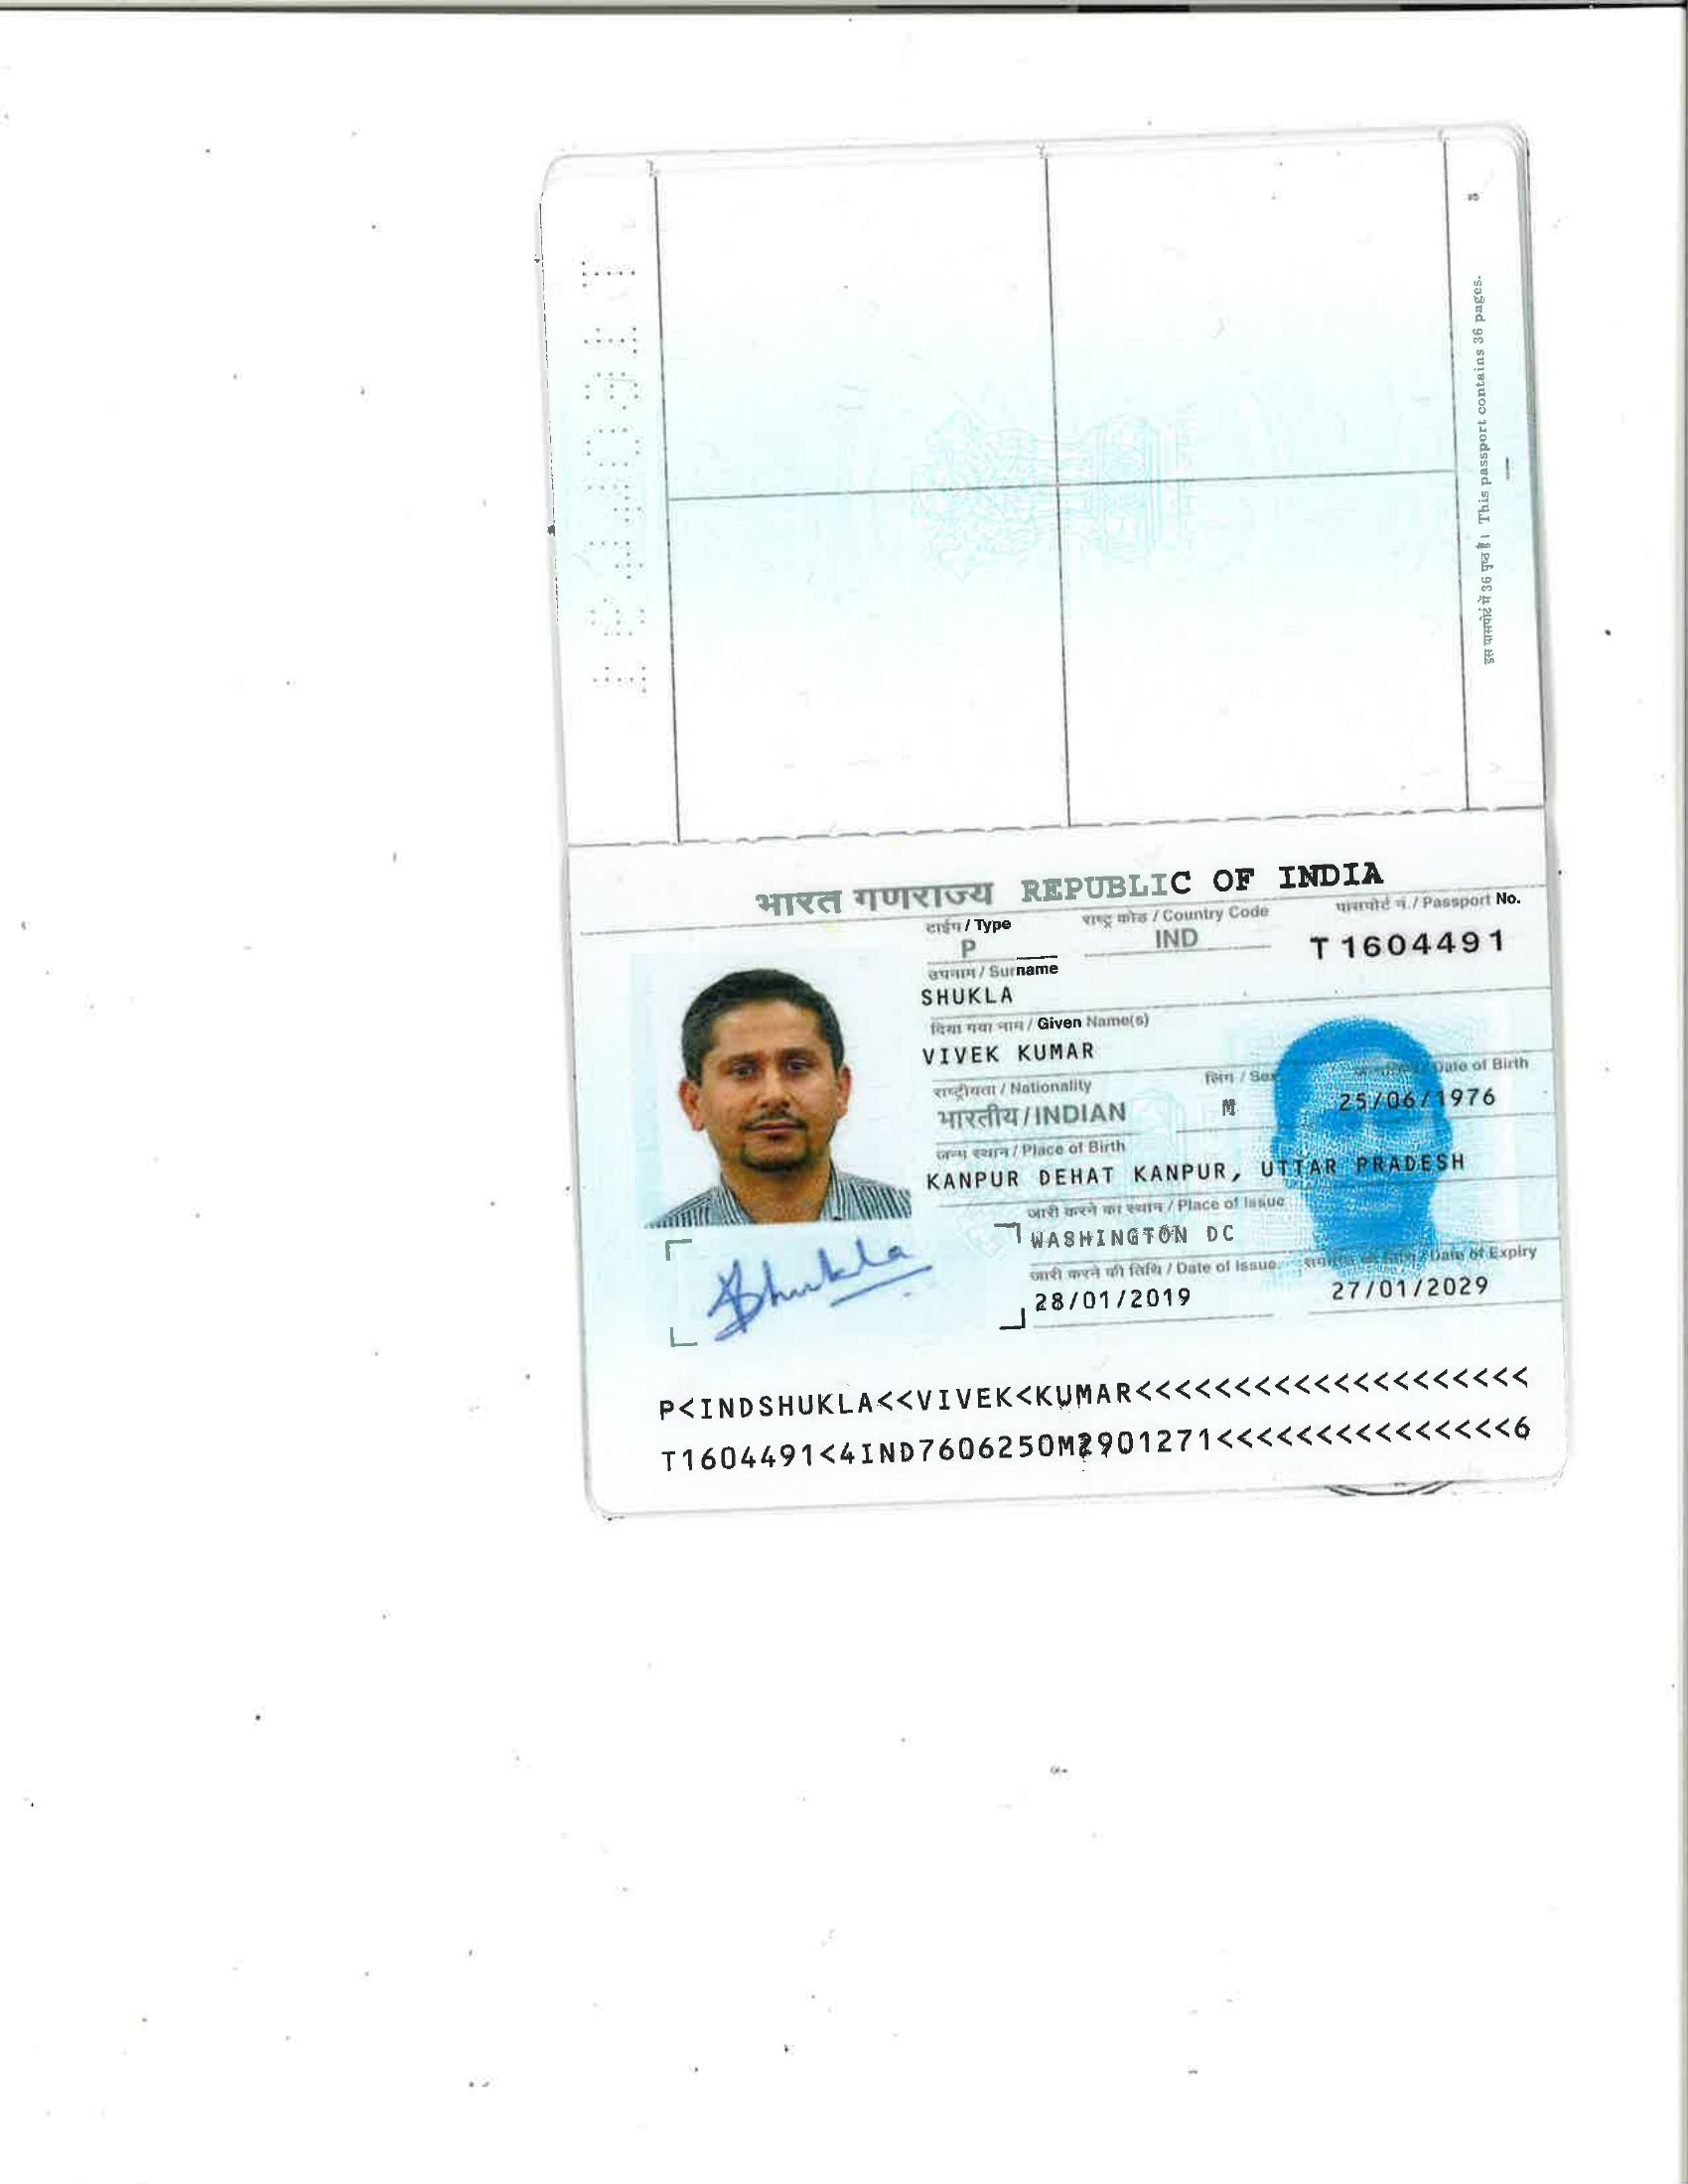 इस पासपोर्ट में 36 पृष्ठ है। This passport contains 36 pages.
भारत गणराज्य REPUBLIC OF INDIA
टाईप / Type राष्ट्र कोड / Country Code पासपोर्ट नं. / Passport No.
P IND T 1604491
उपनाम / Surname
SHUKLA
दिया गया नाम / Given Name(s)
VIVEK KUMAR
राष्ट्रीयता / Nationality लिंग / Sex Date of Birth
भारतीय / INDIAN M 25/06/1976
जन्म स्थान / Place of Birth
KANPUR DEHAT KANPUR, UTTAR PRADESH
जारी करने का स्थान / Place of Issue
WASHINGTON DC
जारी करने की तिथि / Date of Issue Date of Expiry
28/01/2019 27/01/2029
Shukla
P<INDSHUKLA<<VIVEK<KUMAR<<<<<<<<<<<<<<<<<<<<
T1604491<4IND7606250M2901271<<<<<<<<<<<<<<<6